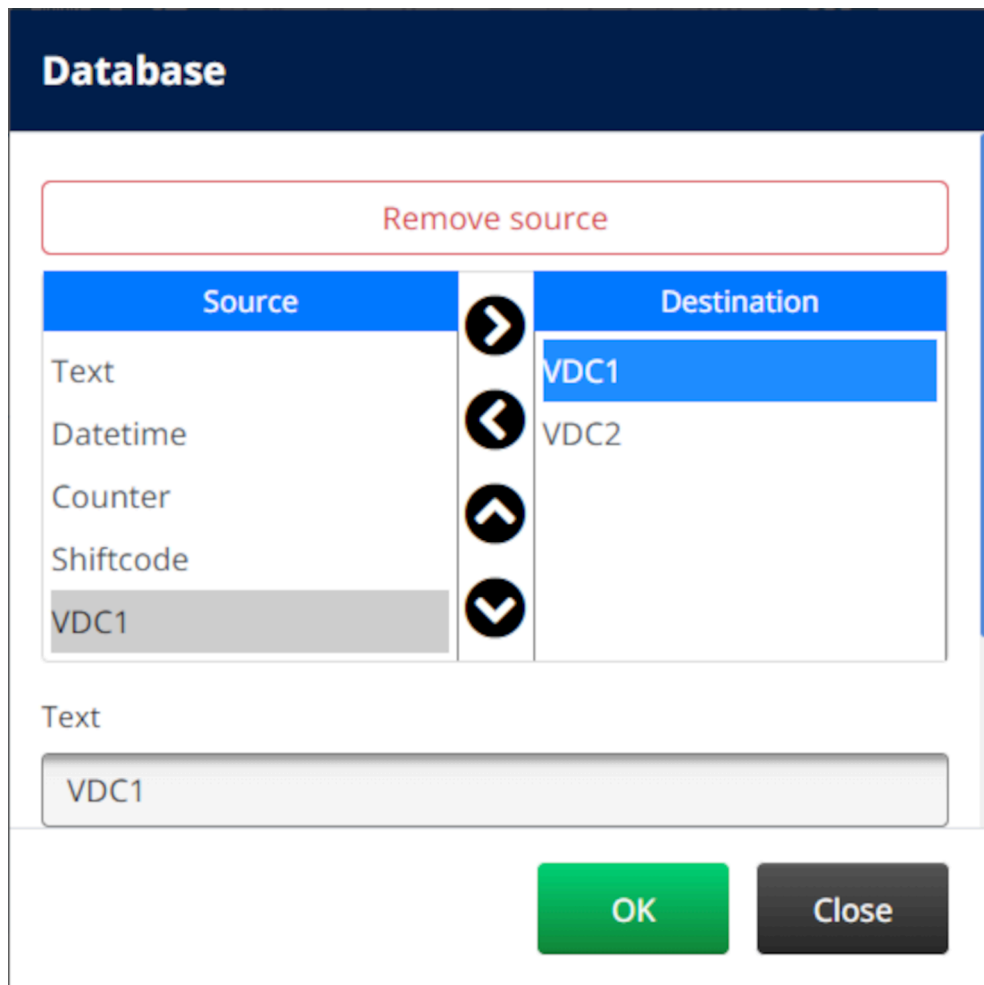 Database
Remove source
Source
Destination
Text
VDC1
Datetime
VDC2
Counter
Shiftcode
VDC1
Text
VDC1
OK
Close